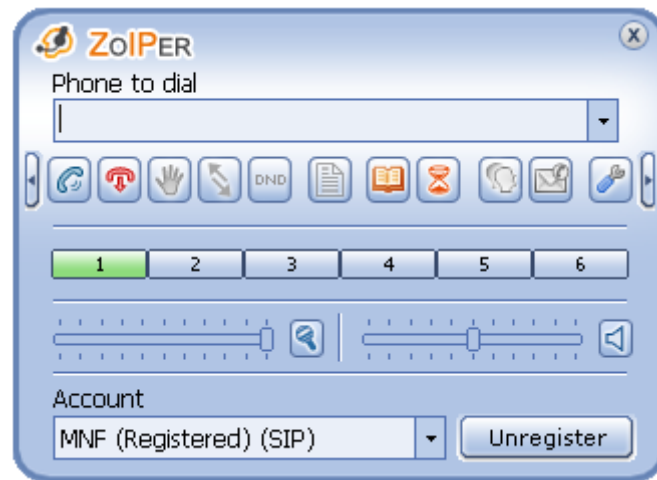 ZOIPER
Phone to dial
DND
1 2 3 4 5 6
Account
MNF (Registered) (SIP)
Unregister